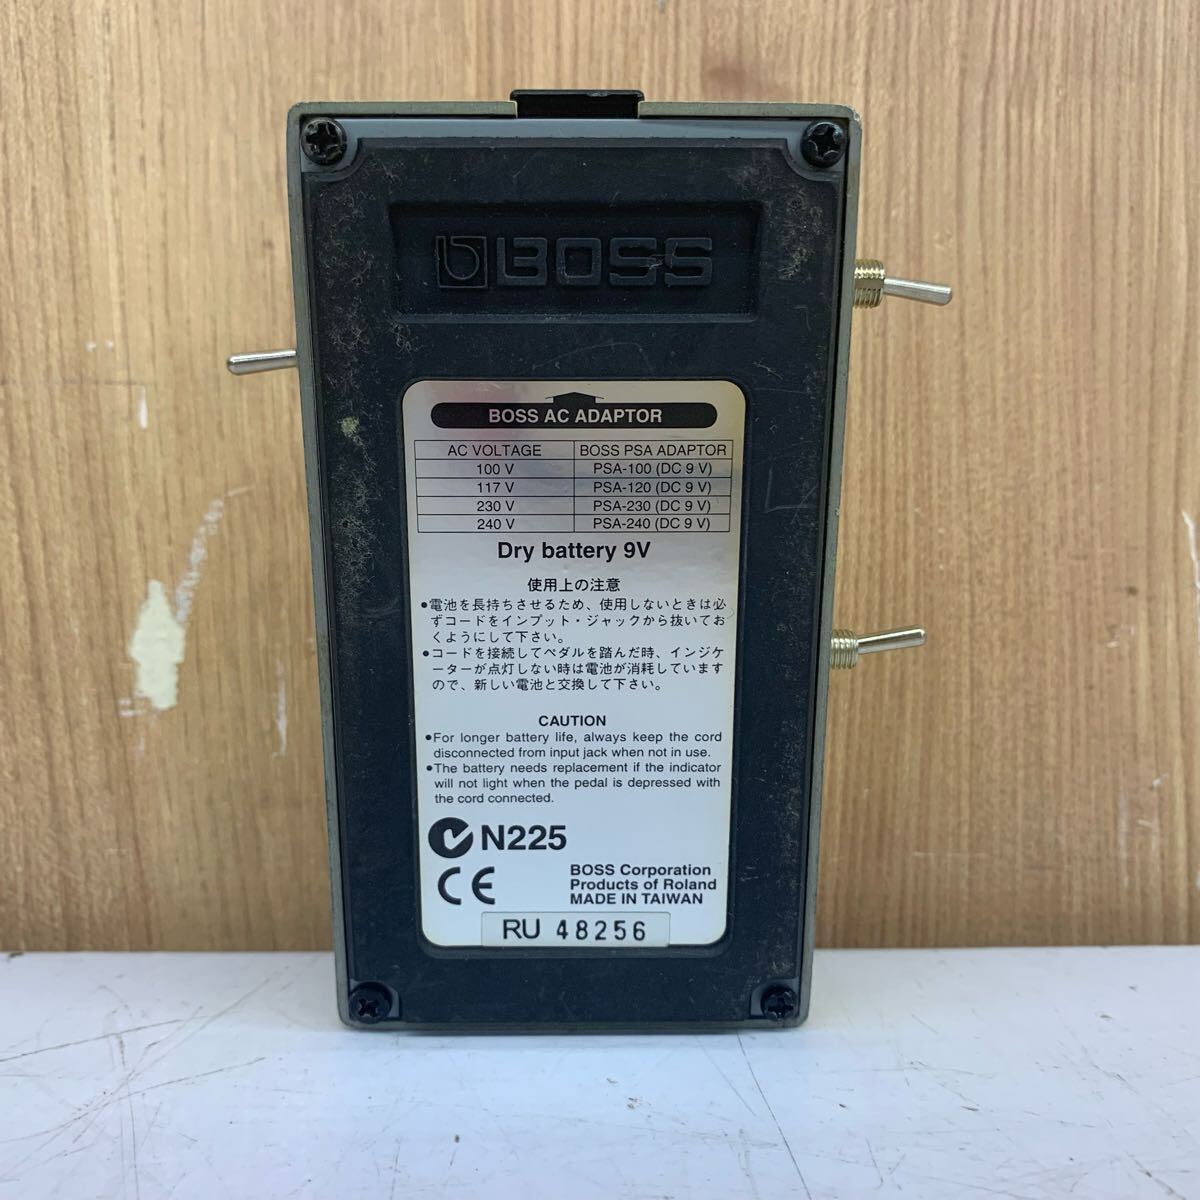 BOSS
BOSS AC ADAPTOR
AC VOLTAGE BOSS PSA ADAPTOR
100 V PSA-100 (DC 9 V)
117 V PSA-120 (DC 9 V)
230 V PSA-230 (DC 9 V)
240 V PSA-240 (DC 9 V)
Dry battery 9V
使用上の注意
●電池を長持ちさせるため、使用しないときは必
ずコードをインプット・ジャックから抜いてお
くようにして下さい。
●コードを接続してペダルを踏んだ時、インジケ
ーターが点灯しない時は電池が消耗しています
ので、新しい電池と交換して下さい。
CAUTION
●For longer battery life, always keep the cord
disconnected from input jack when not in use.
●The battery needs replacement if the indicator
will not light when the pedal is depressed with
the cord connected.
N225
CE
BOSS Corporation
Products of Roland
MADE IN TAIWAN
RU 48256